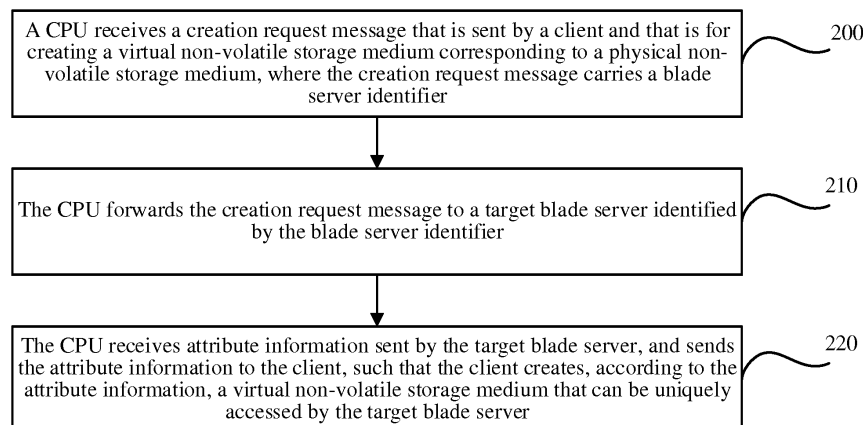 A CPU receives a creation request message that is sent by a client and that is for
creating a virtual non-volatile storage medium corresponding to a physical non-
volatile storage medium, where the creation request message carries a blade
server identifier
200
The CPU forwards the creation request message to a target blade server identified
by the blade server identifier
210
The CPU receives attribute information sent by the target blade server, and sends
the attribute information to the client, such that the client creates, according to the
attribute information, a virtual non-volatile storage medium that can be uniquely
accessed by the target blade server
220